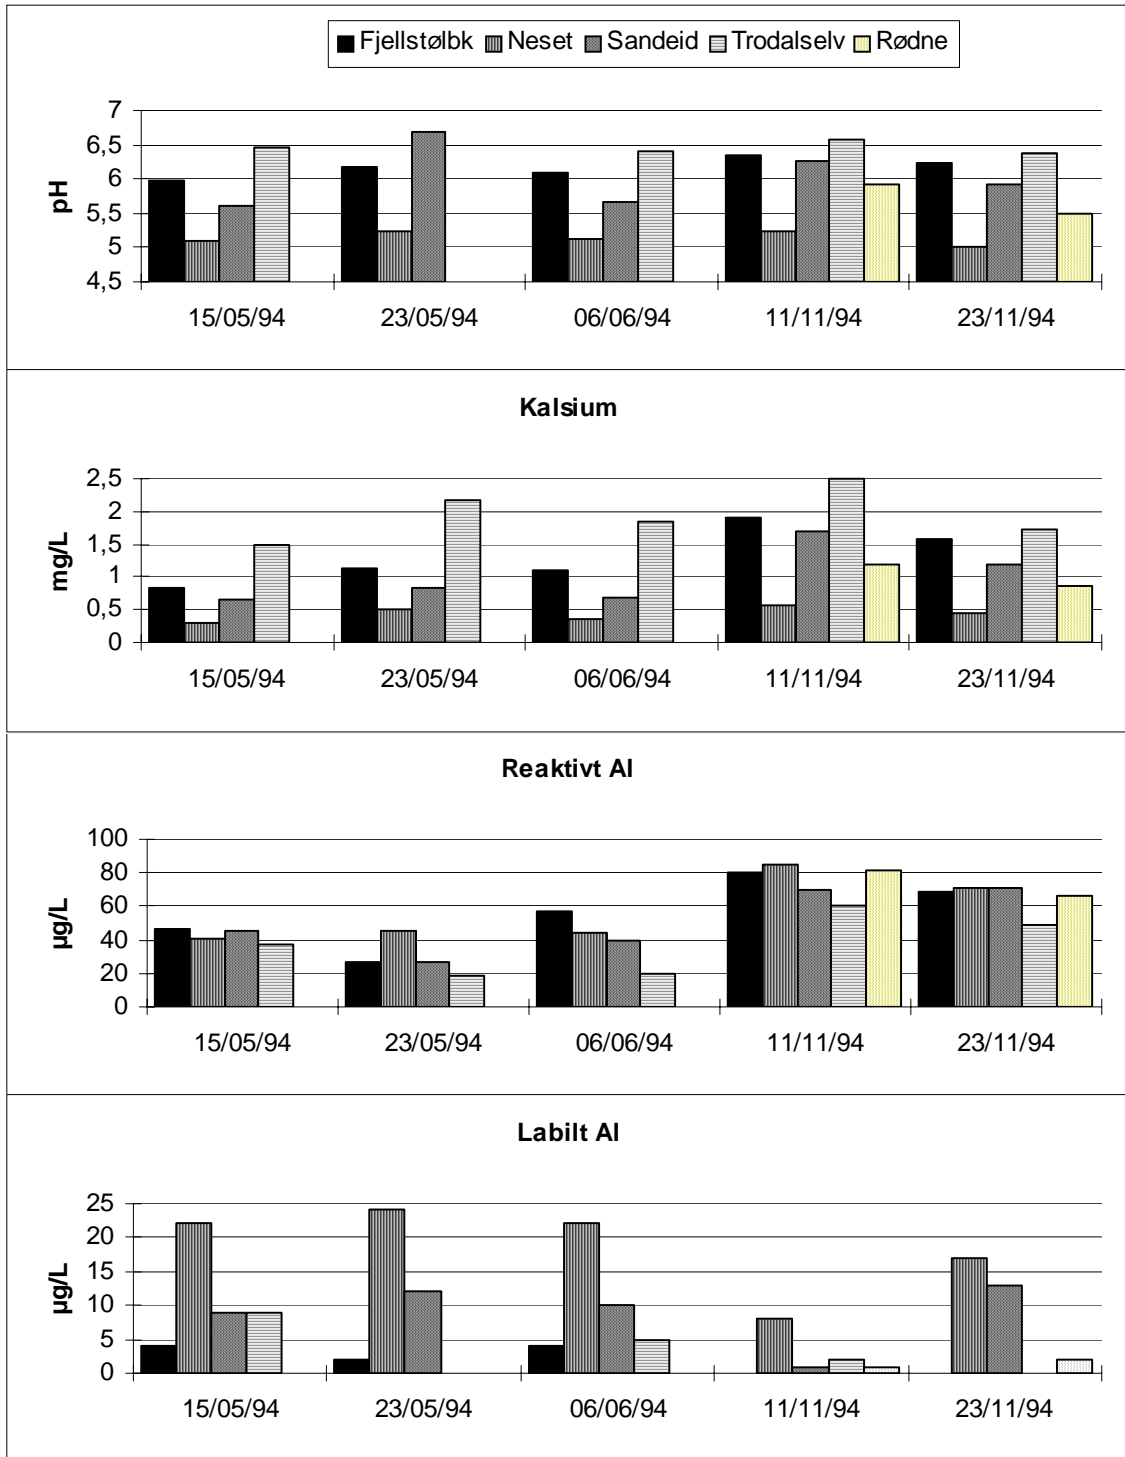 Fjellstølbk Neset Sandeid Trodalselv Rødne
pH
7
6,5
6
5,5
5
4,5
15/05/94 23/05/94 06/06/94 11/11/94 23/11/94
Kalsium
mg/L
2,5
2
1,5
1
0,5
0
15/05/94 23/05/94 06/06/94 11/11/94 23/11/94
Reaktivt Al
µg/L
100
80
60
40
20
0
15/05/94 23/05/94 06/06/94 11/11/94 23/11/94
Labilt Al
µg/L
25
20
15
10
5
0
15/05/94 23/05/94 06/06/94 11/11/94 23/11/94